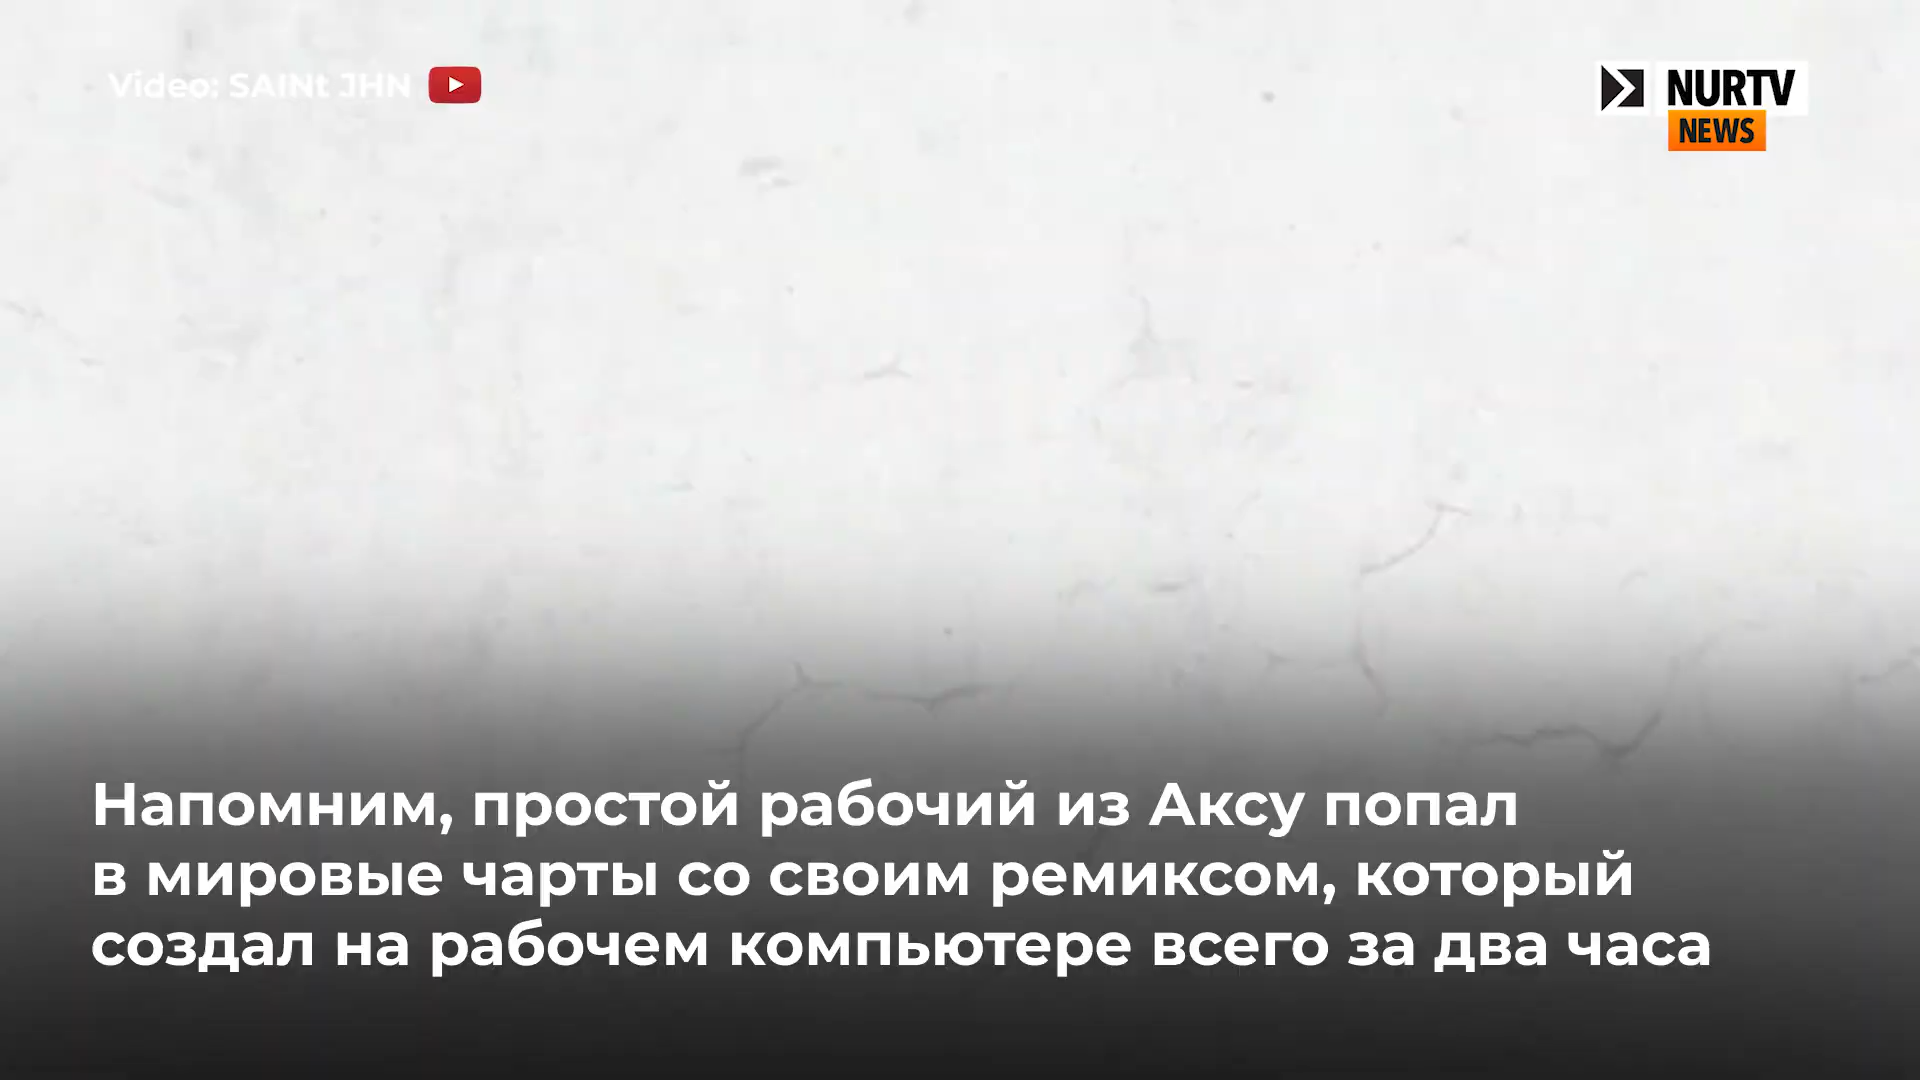 Video: SAINt JHN
NURTV
NEWS
Напомним, простой рабочий из Аксу попал
в мировые чарты со своим ремиксом, который
создал на рабочем компьютере всего за два часа